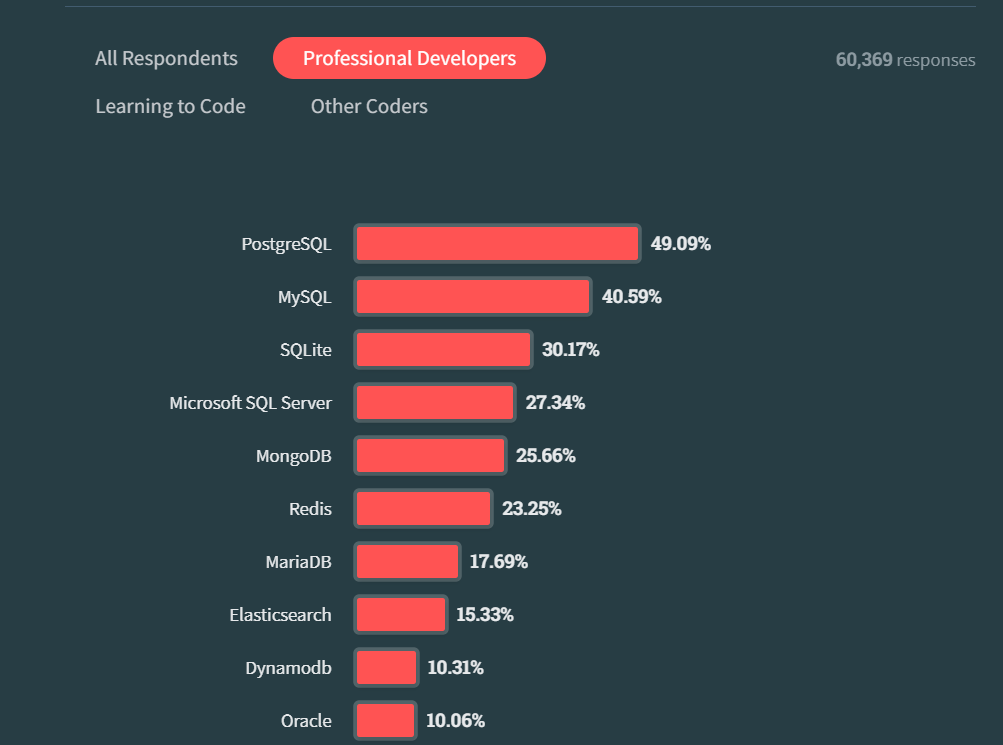 All Respondents Professional Developers 60,369 responses
Learning to Code Other Coders
PostgreSQL 49.09%
MySQL 40.59%
SQLite 30.17%
Microsoft SQL Server 27.34%
MongoDB 25.66%
Redis 23.25%
MariaDB 17.69%
Elasticsearch 15.33%
Dynamodb 10.31%
Oracle 10.06%